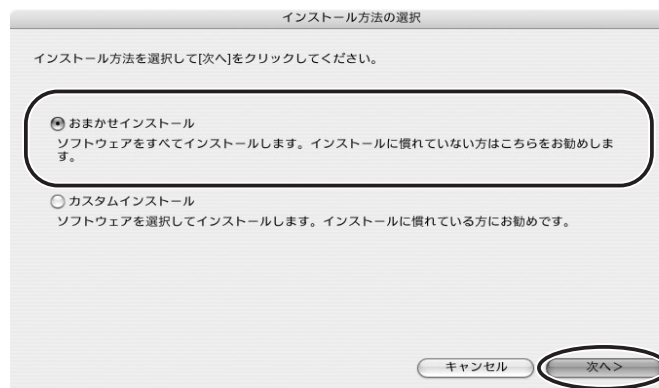 インストール方法の選択
インストール方法を選択して[次へ]をクリックしてください。
おまかせインストール
ソフトウェアをすべてインストールします。インストールに慣れていない方はこちらをお勧めしま
す。
カスタムインストール
ソフトウェアを選択してインストールします。インストールに慣れている方にお勧めです。
キャンセル
次へ＞